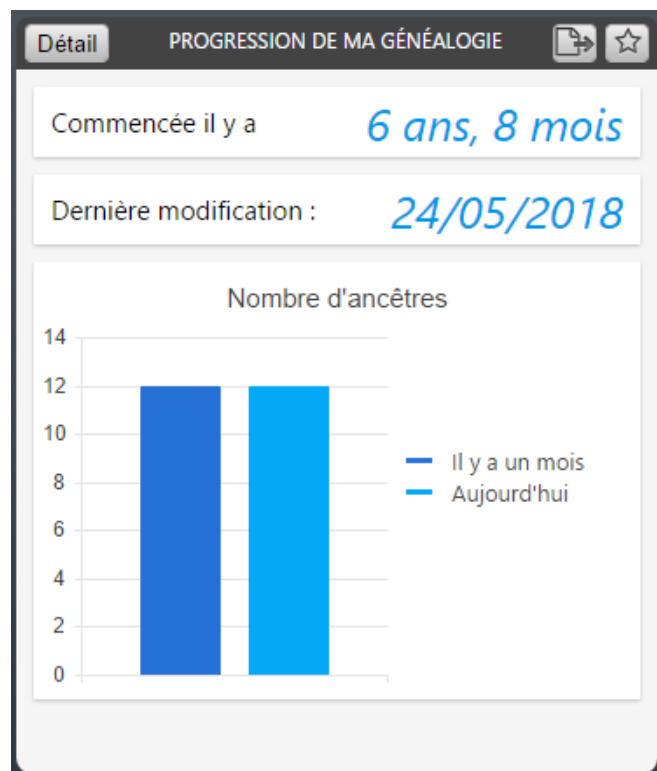 Détail PROGRESSION DE MA GÉNÉALOGIE
Commencée il y a 6 ans, 8 mois
Dernière modification : 24/05/2018
Nombre d'ancêtres
14
12
10
8
6
4
2
0
Il y a un mois
Aujourd'hui